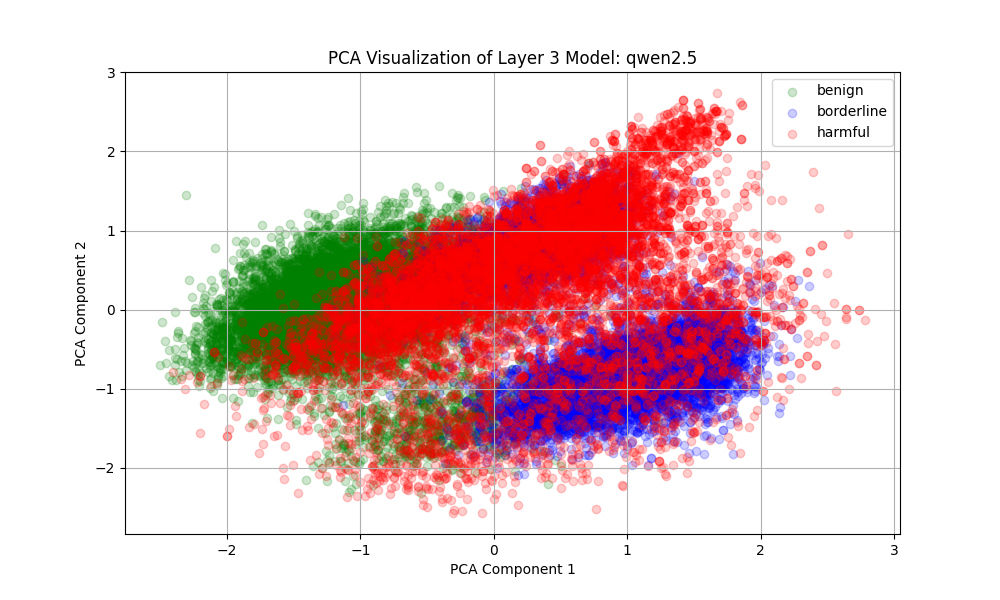 PCA Visualization of Layer 3 Model: qwen2.5
benign
borderline
harmful
3
2
1
0
−1
−2
PCA Component 2
−2
−1
0
1
2
3
PCA Component 1